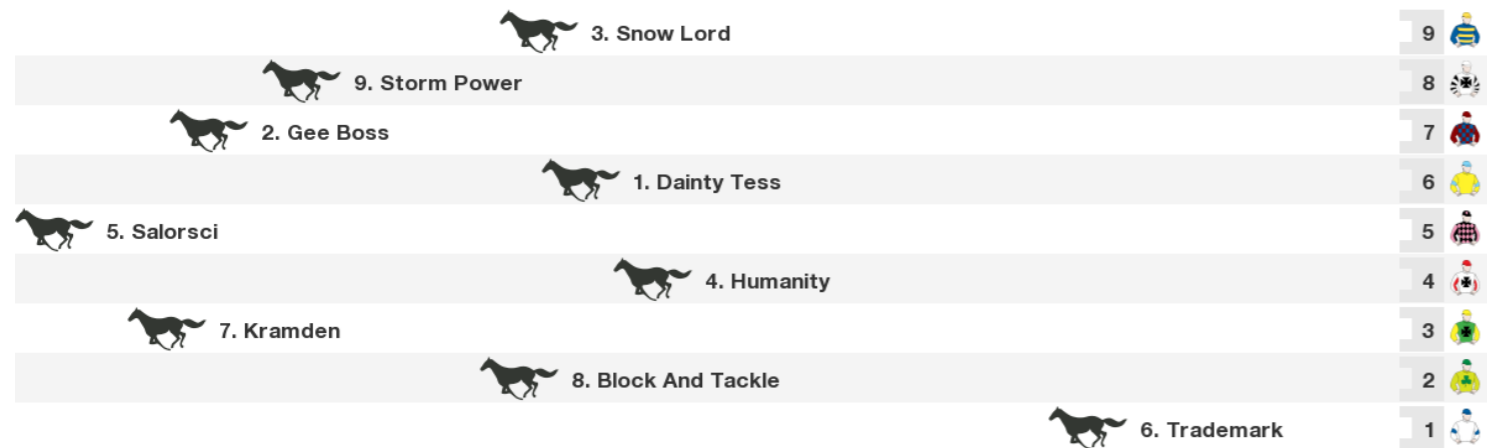 3. Snow Lord 9
9. Storm Power 8
2. Gee Boss 7
1. Dainty Tess 6
5. Salorsci 5
4. Humanity 4
7. Kramden 3
8. Block And Tackle 2
6. Trademark 1